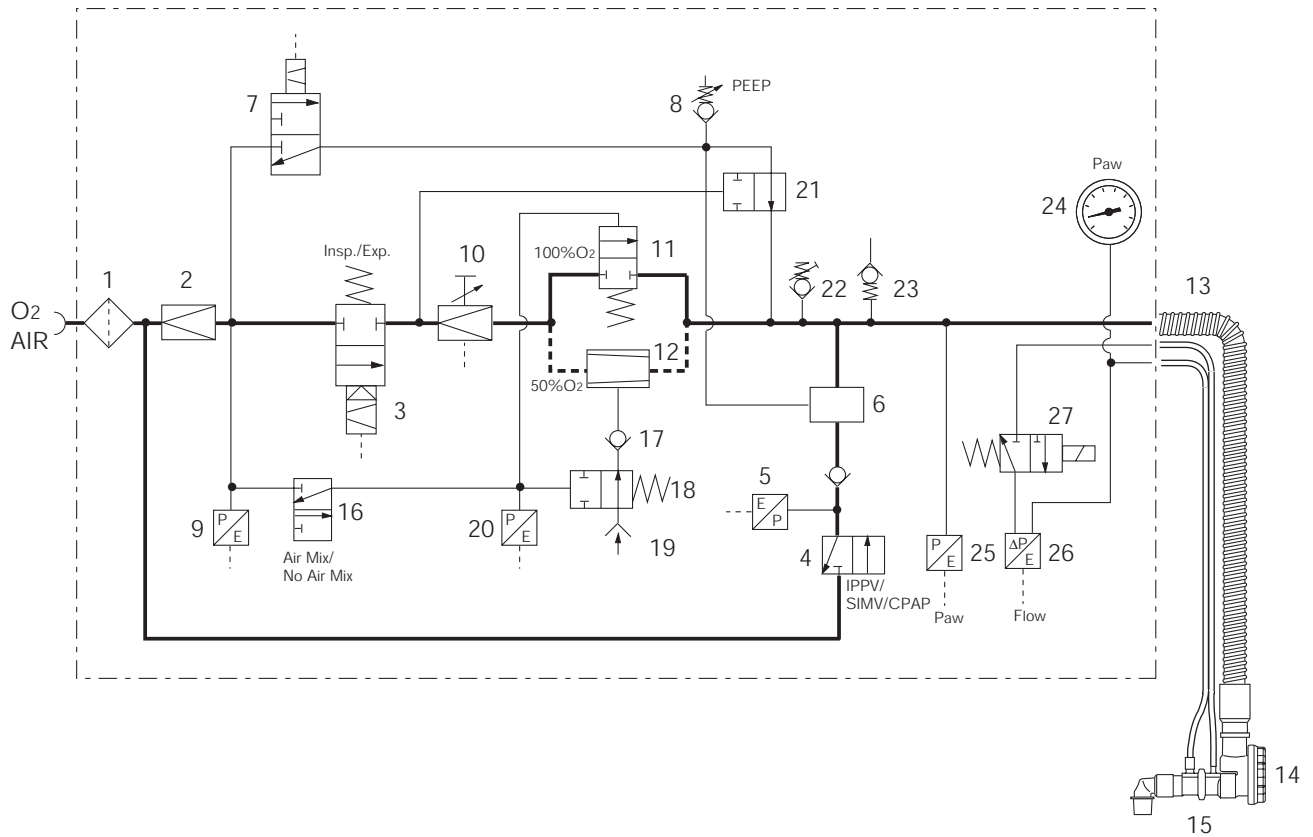 7
8
PEEP
Paw
21
24
Insp./Exp.
10
100%O2
11
1
2
22
23
13
O2
AIR
12
50%O2
3
6
17
27
5
E
P
18
9
P
E
16
20
P
E
4
P
E
25
ΔP
E
26
19
Air Mix/
No Air Mix
IPPV/
SIMV/CPAP
Paw
Flow
14
15